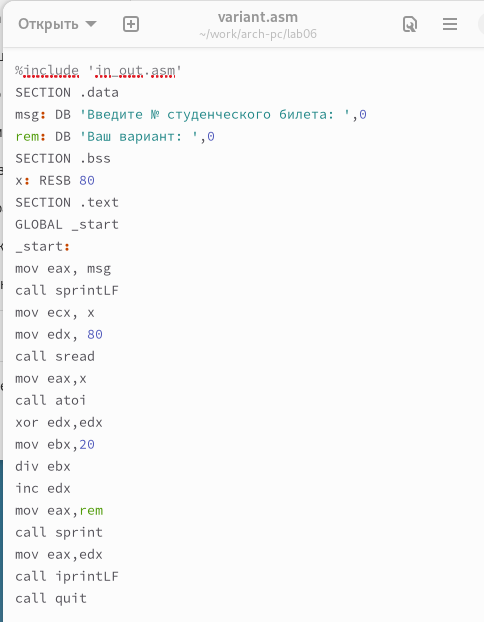 Открыть
variant.asm
~/work/arch-pc/lab06
%include 'in_out.asm'
SECTION .data
msg: DB 'Введите № студенческого билета: ',0
rem: DB 'Ваш вариант: ',0
SECTION .bss
x: RESB 80
SECTION .text
GLOBAL _start
_start:
mov eax, msg
call sprintLF
mov ecx, x
mov edx, 80
call sread
mov eax,x
call atoi
xor edx,edx
mov ebx,20
div ebx
inc edx
mov eax,rem
call sprint
mov eax,edx
call iprintLF
call quit